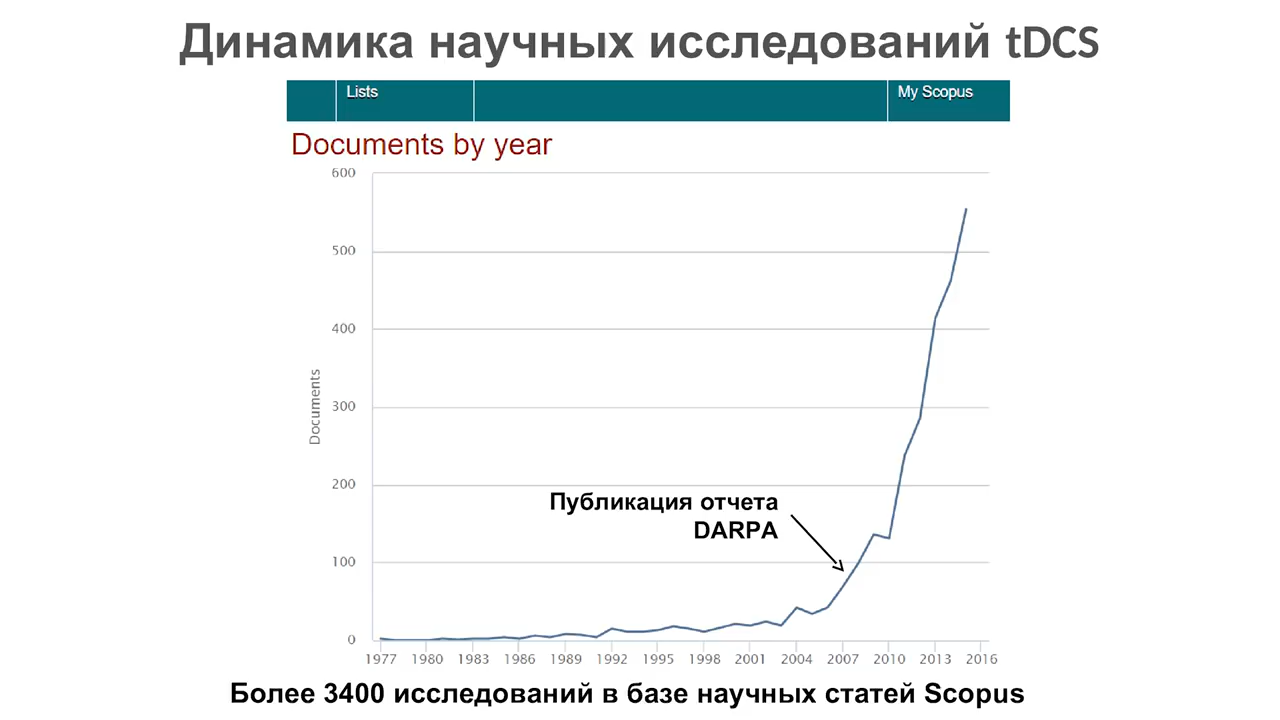 Динамика научных исследований tDCS
Lists
My Scopus
Documents by year
600
500
400
300
200
100
0
Documents
Публикация отчета
DARPA
1977 1980 1983 1986 1989 1992 1995 1998 2001 2004 2007 2010 2013 2016
Более 3400 исследований в базе научных статей Scopus